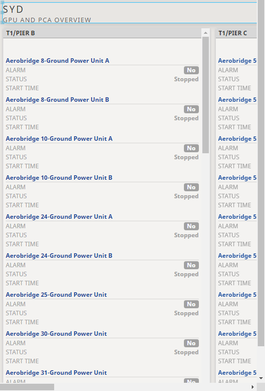 SYD
GPU AND PCA OVERVIEW
T1/PIER B
Aerobridge 8-Ground Power Unit A
ALARM No
STATUS Stopped
START TIME
Aerobridge 8-Ground Power Unit B
ALARM No
STATUS Stopped
START TIME
Aerobridge 10-Ground Power Unit A
ALARM No
STATUS Stopped
START TIME
Aerobridge 10-Ground Power Unit B
ALARM No
STATUS Stopped
START TIME
Aerobridge 24-Ground Power Unit A
ALARM No
STATUS Stopped
START TIME
Aerobridge 24-Ground Power Unit B
ALARM No
STATUS Stopped
START TIME
Aerobridge 25-Ground Power Unit
ALARM No
STATUS Stopped
START TIME
Aerobridge 30-Ground Power Unit
ALARM No
STATUS Stopped
START TIME
Aerobridge 31-Ground Power Unit
ALARM No
T1/PIER C
Aerobridge 5
ALARM
STATUS
START TIME
Aerobridge 5
ALARM
STATUS
START TIME
Aerobridge 5
ALARM
STATUS
START TIME
Aerobridge 5
ALARM
STATUS
START TIME
Aerobridge 5
ALARM
STATUS
START TIME
Aerobridge 5
ALARM
STATUS
START TIME
Aerobridge 5
ALARM
STATUS
START TIME
Aerobridge 5
ALARM
STATUS
START TIME
Aerobridge 5
ALARM